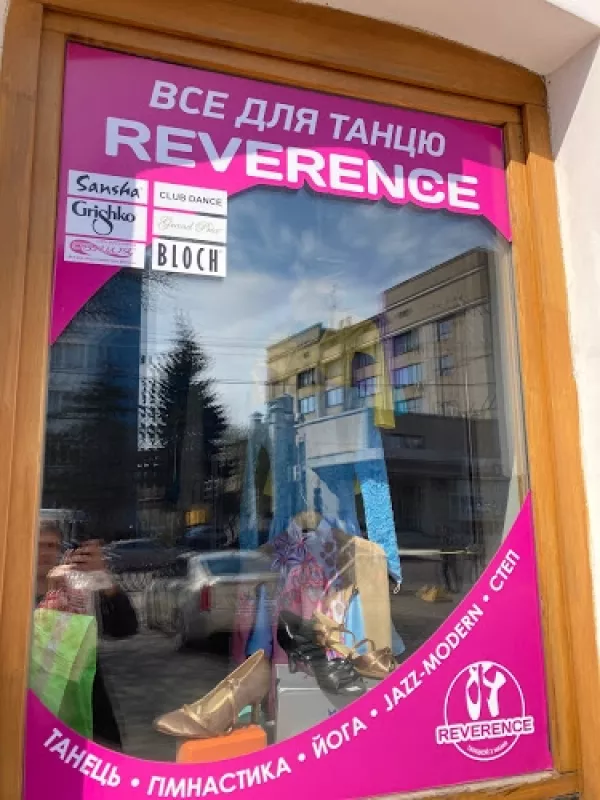 ВСЕ ДЛЯ ТАНЦЮ
REVERENCE
Sansha
CLUB DANCE
Grishko
Grand Prix
BLOCH
ТАНЕЦЬ • ГІМНАСТИКА • ЙОГА • JAZZ-MODERN • СТЕП
REVERENCE